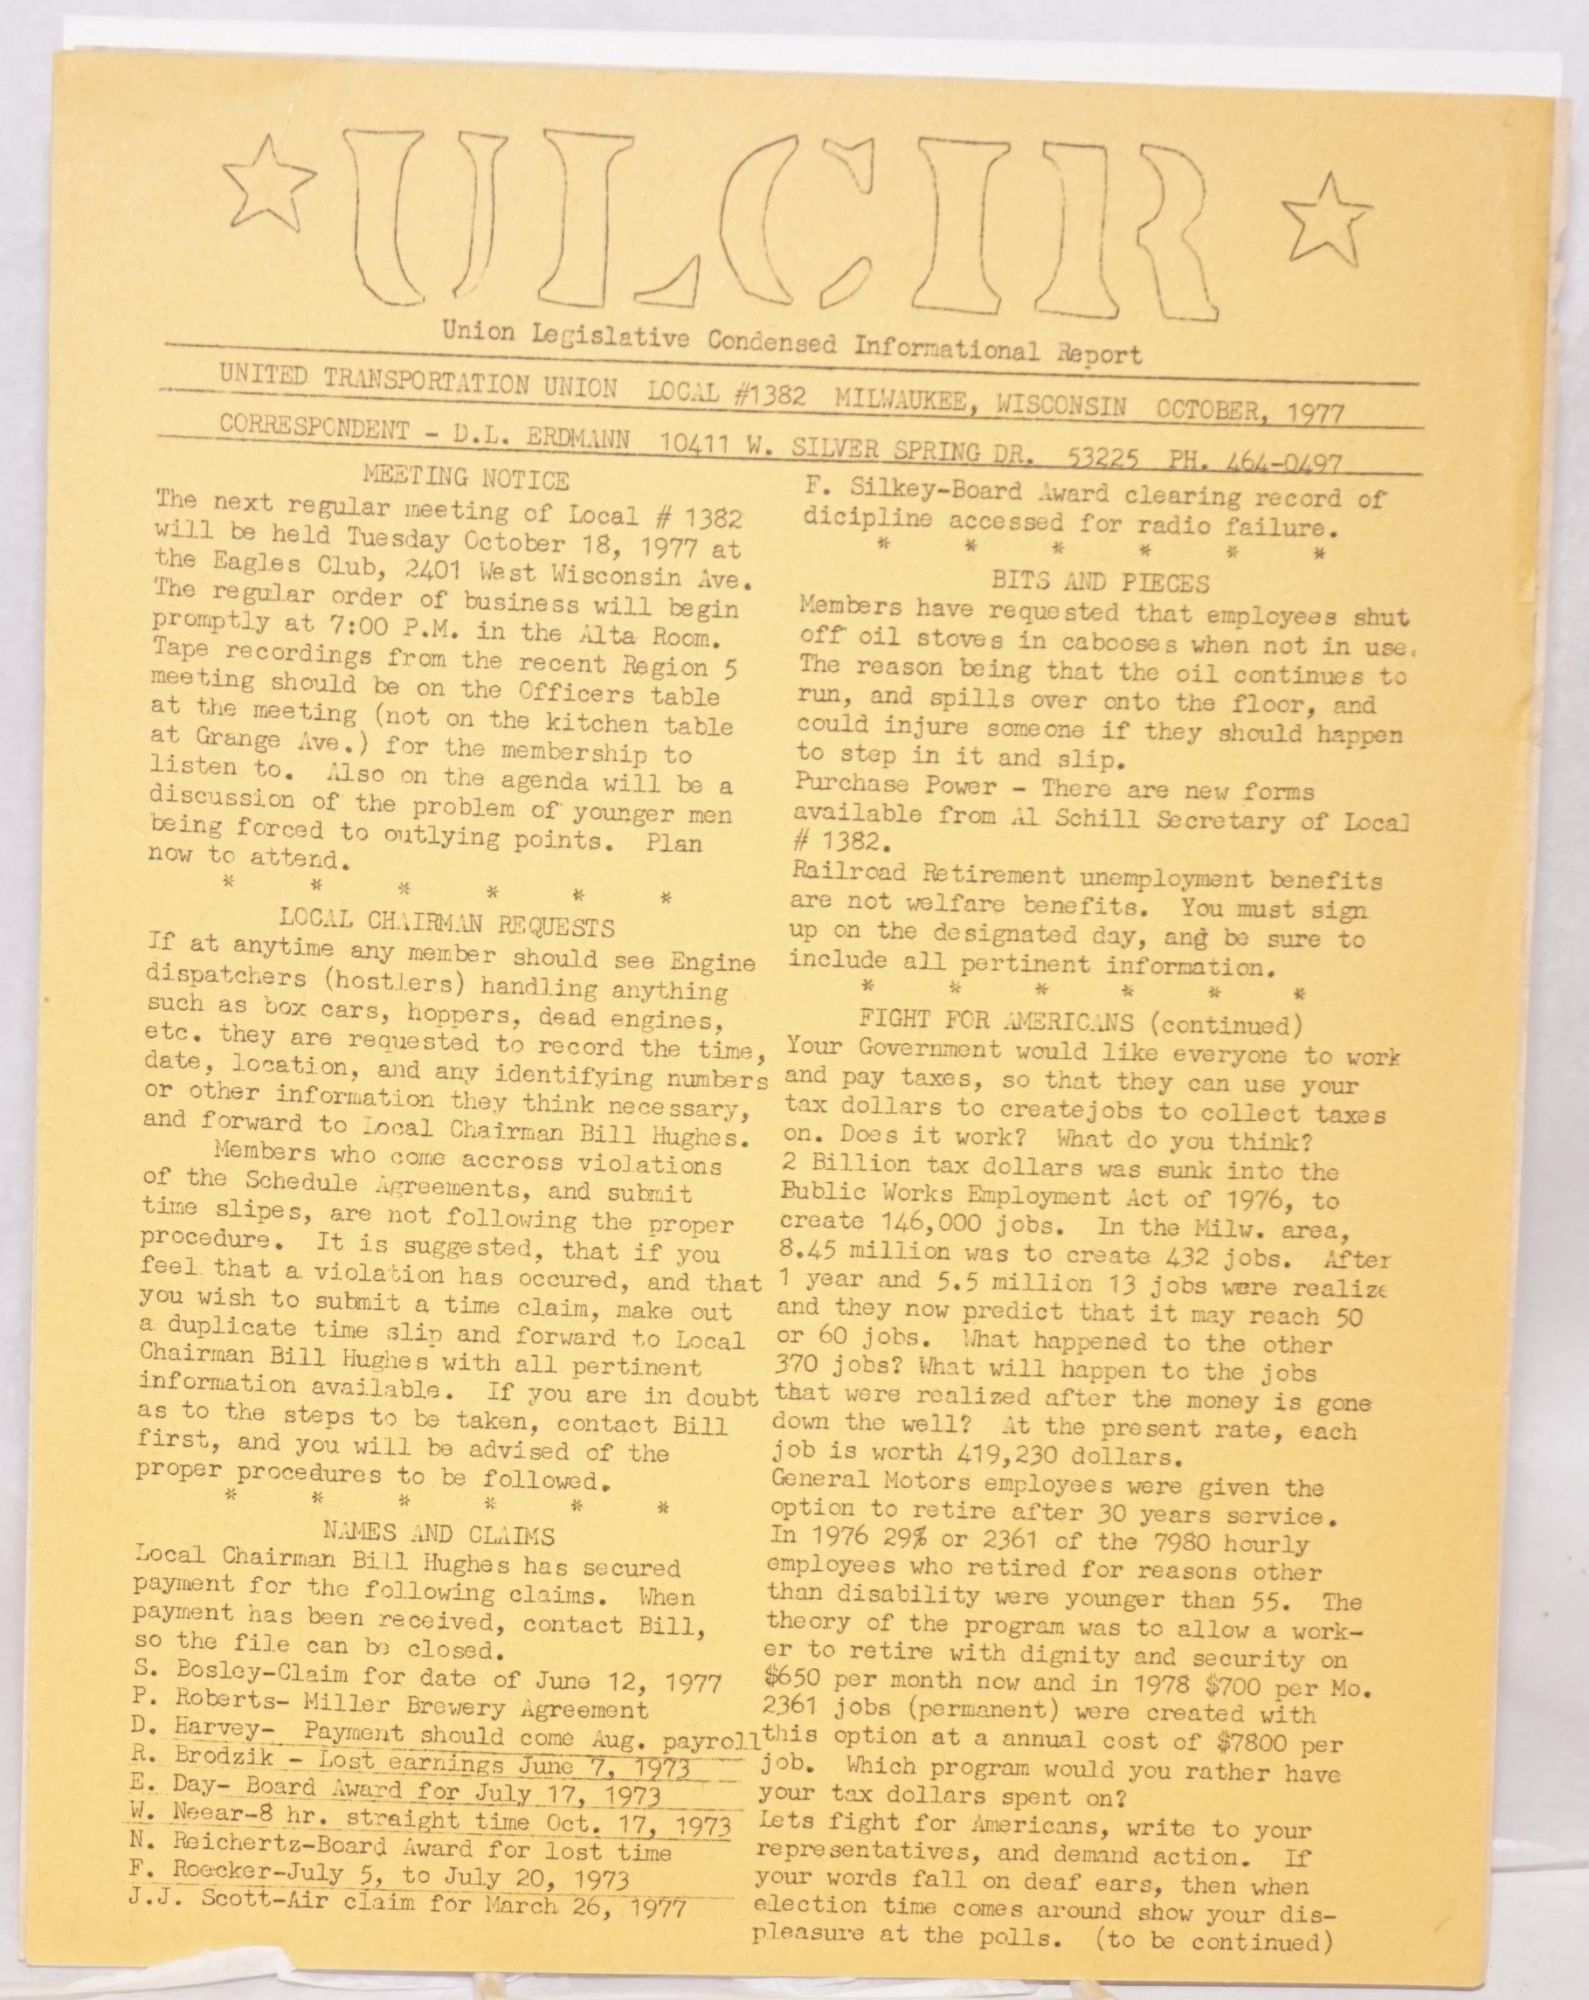 ULCIR
Union Legislative Condensed Informational Report
UNITED TRANSPORTATION UNION LOCAL #1382 MILWAUKEE, WISCONSIN OCTOBER, 1977
CORRESPONDENT - D.L. ERDMANN 10411 W. SILVER SPRING DR. 53225 PH. 464-0497
MEETING NOTICE
The next regular meeting of Local # 1382
will be held Tuesday October 18, 1977 at
the Eagles Club, 2401 West Wisconsin Ave.
The regular order of business will begin
promptly at 7:00 P.M. in the Alta Room.
Tape recordings from the recent Region 5
meeting should be on the Officers table
at the meeting (not on the kitchen table
at Grange Ave.) for the membership to
listen to. Also on the agenda will be a
discussion of the problem of younger men
being forced to outlying points. Plan
now to attend.
* * * * * *
LOCAL CHAIRMAN REQUESTS
If at anytime any member should see Engine
dispatchers (hostlers) handling anything
such as box cars, hoppers, dead engines,
etc. they are requested to record the time,
date, location, and any identifying numbers
or other information they think necessary,
and forward to Local Chairman Bill Hughes.
Members who come accross violations
of the Schedule Agreements, and submit
time slipes, are not following the proper
procedure. It is suggested, that if you
feel that a violation has occured, and that
you wish to submit a time claim, make out
a duplicate time slip and forward to Local
Chairman Bill Hughes with all pertinent
information available. If you are in doubt
as to the steps to be taken, contact Bill
first, and you will be advised of the
proper procedures to be followed.
* * * * * *
NAMES AND CLAIMS
Local Chairman Bill Hughes has secured
payment for the following claims. When
payment has been received, contact Bill,
so the file can be closed.
S. Bosley-Claim for date of June 12, 1977
P. Roberts- Miller Brewery Agreement
D. Harvey- Payment should come Aug. payroll
R. Brodzik - Lost earnings June 7, 1973
E. Day- Board Award for July 17, 1973
W. Neear-8 hr. straight time Oct. 17, 1973
N. Reichertz-Board Award for lost time
F. Roecker-July 5, to July 20, 1973
J.J. Scott-Air claim for March 26, 1977
F. Silkey-Board Award clearing record of
dicipline accessed for radio failure.
* * * * * *
BITS AND PIECES
Members have requested that employees shut
off oil stoves in cabooses when not in use.
The reason being that the oil continues to
run, and spills over onto the floor, and
could injure someone if they should happen
to step in it and slip.
Purchase Power - There are new forms
available from Al Schill Secretary of Local
# 1382.
Railroad Retirement unemployment benefits
are not welfare benefits. You must sign
up on the designated day, and be sure to
include all pertinent information.
* * * * * *
FIGHT FOR AMERICANS (continued)
Your Government would like everyone to work
and pay taxes, so that they can use your
tax dollars to createjobs to collect taxes
on. Does it work? What do you think?
2 Billion tax dollars was sunk into the
Public Works Employment Act of 1976, to
create 146,000 jobs. In the Milw. area,
8.45 million was to create 432 jobs. After
1 year and 5.5 million 13 jobs were realize
and they now predict that it may reach 50
or 60 jobs. What happened to the other
370 jobs? What will happen to the jobs
that were realized after the money is gone
down the well? At the present rate, each
job is worth 419,230 dollars.
General Motors employees were given the
option to retire after 30 years service.
In 1976 29% or 2361 of the 7980 hourly
employees who retired for reasons other
than disability were younger than 55. The
theory of the program was to allow a work-
er to retire with dignity and security on
$650 per month now and in 1978 $700 per Mo.
2361 jobs (permanent) were created with
this option at a annual cost of $7800 per
job. Which program would you rather have
your tax dollars spent on?
Lets fight for Americans, write to your
representatives, and demand action. If
your words fall on deaf ears, then when
election time comes around show your dis-
pleasure at the polls. (to be continued)